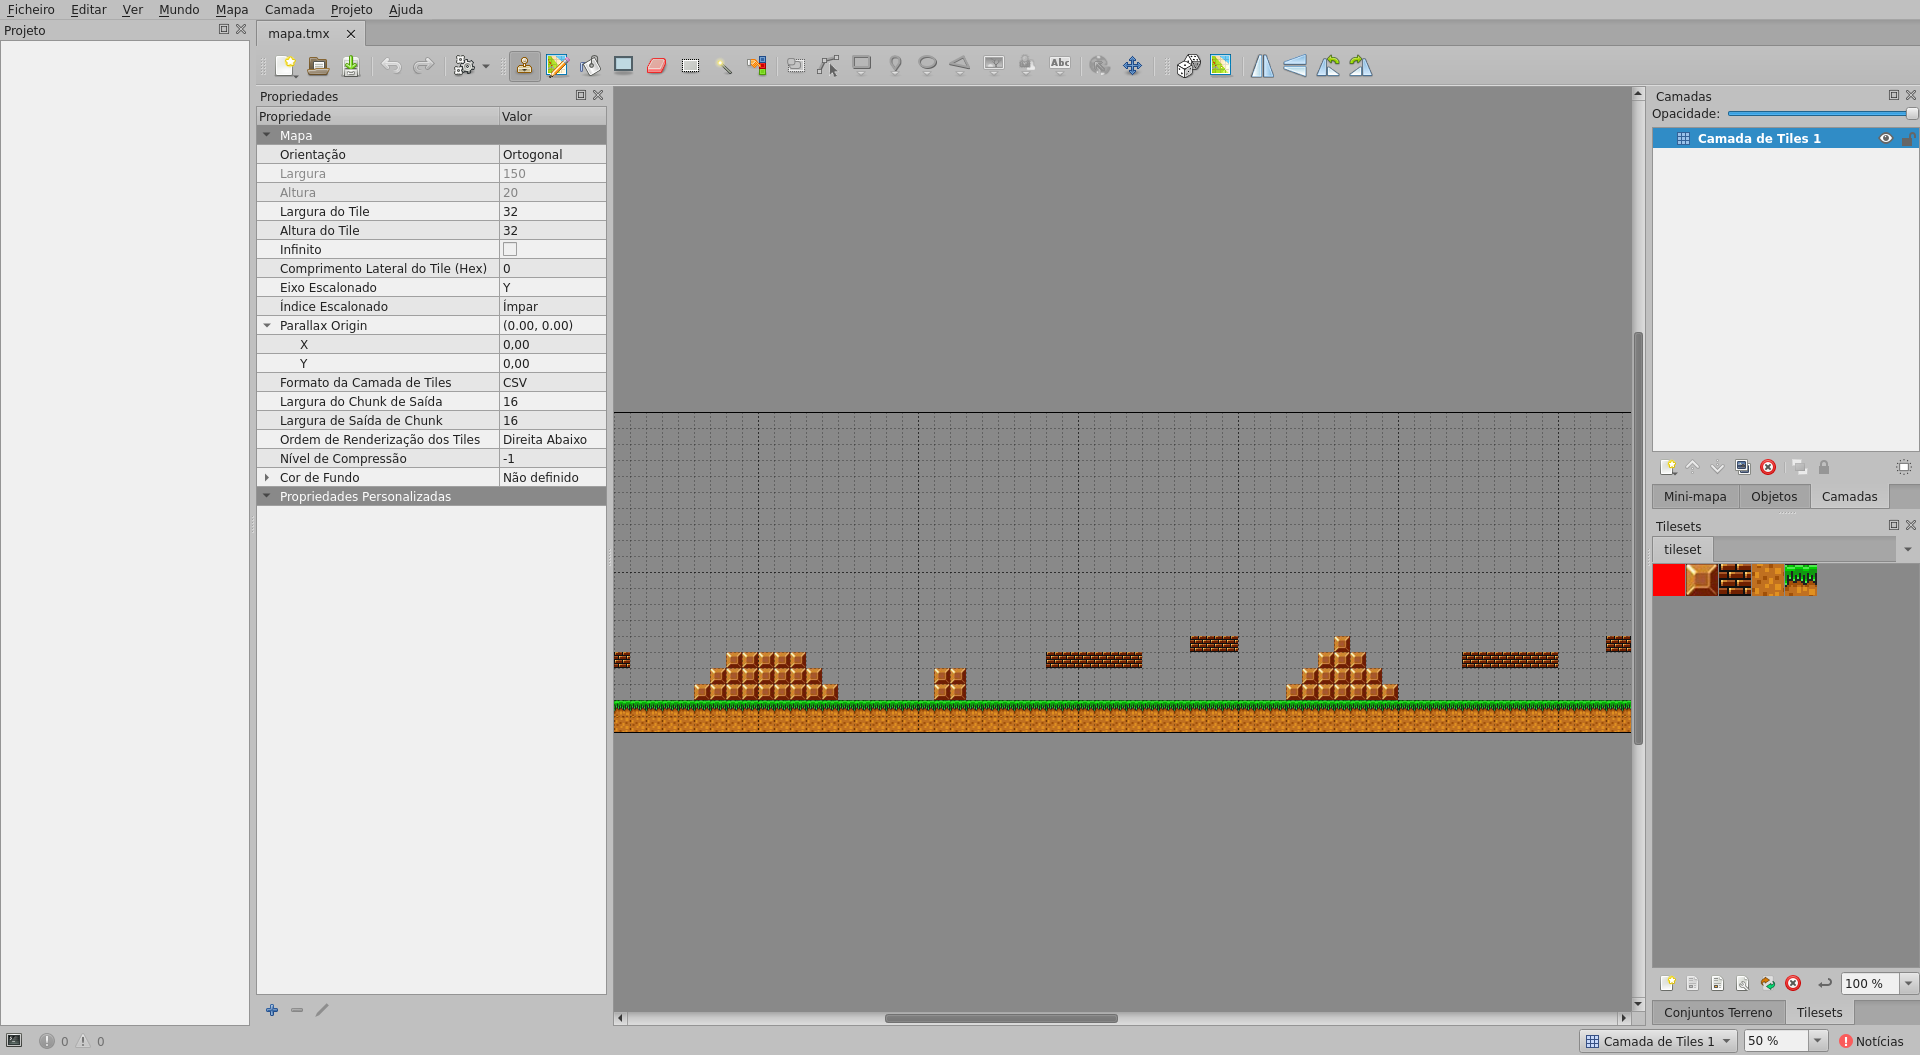 Ficheiro Editar Ver Mundo Mapa Camada Projeto Ajuda
Projeto
mapa.tmx
Abc
Propriedades
Propriedade Valor
Mapa
Orientação Ortogonal
Largura 150
Altura 20
Largura do Tile 32
Altura do Tile 32
Infinito
Comprimento Lateral do Tile (Hex) 0
Eixo Escalonado Y
Índice Escalonado Ímpar
Parallax Origin (0.00, 0.00)
X 0,00
Y 0,00
Formato da Camada de Tiles CSV
Largura do Chunk de Saída 16
Largura de Saída de Chunk 16
Ordem de Renderização dos Tiles Direita Abaixo
Nível de Compressão -1
Cor de Fundo Não definido
Propriedades Personalizadas
Camadas
Opacidade:
Camada de Tiles 1
Mini-mapa Objetos Camadas
Tilesets
tileset
100 %
Conjuntos Terreno Tilesets
0 0
Camada de Tiles 1 50 % Notícias